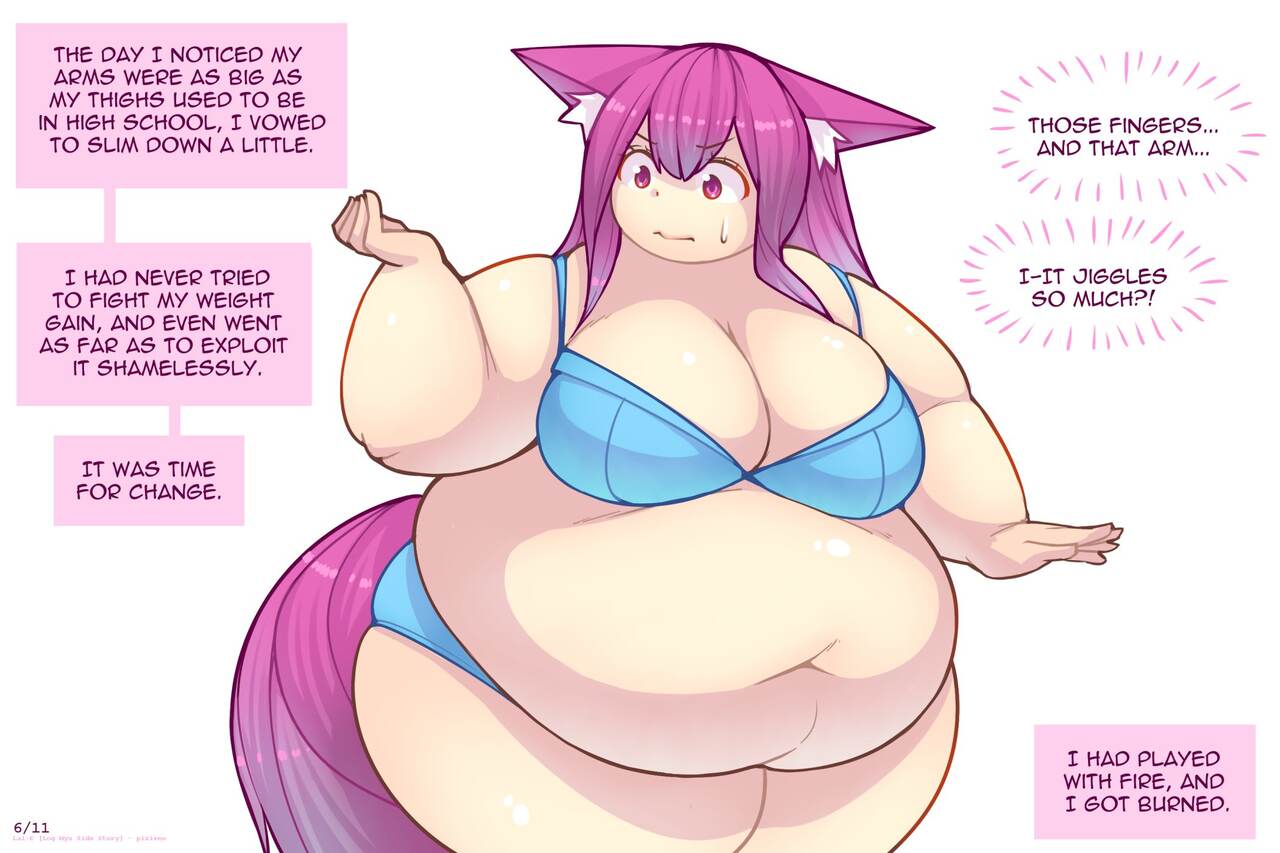 THE DAY I NOTICED MY
ARMS WERE AS BIG AS
MY THIGHS USED TO BE
IN HIGH SCHOOL, I VOWED
TO SLIM DOWN A LITTLE.
I HAD NEVER TRIED
TO FIGHT MY WEIGHT
GAIN, AND EVEN WENT
AS FAR AS TO EXPLOIT
IT SHAMELESSLY.
IT WAS TIME
FOR CHANGE.
THOSE FINGERS...
AND THAT ARM...
I-IT JIGGLES
SO MUCH?!
I HAD PLAYED
WITH FIRE, AND
I GOT BURNED.
6/11
Side Story] -